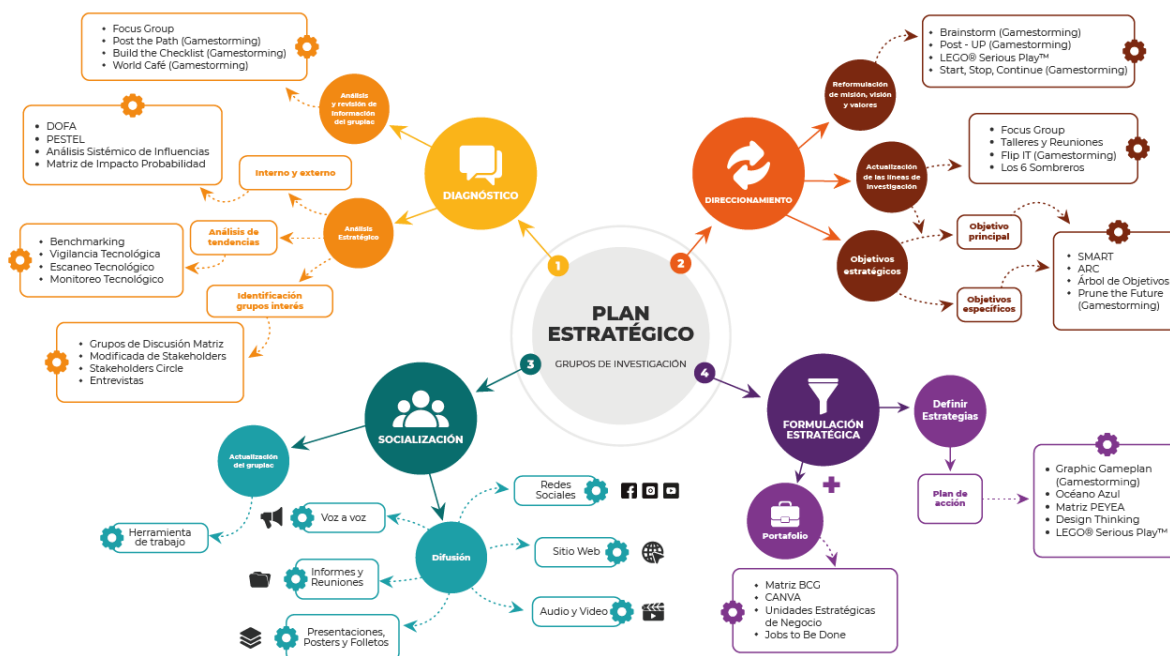 PLAN
ESTRATÉGICO
GRUPOS DE INVESTIGACIÓN
1
DIAGNÓSTICO
Análisis
y revisión de
información
del gruplac
Focus Group
Post the Path (Gamestorming)
Build the Checklist (Gamestorming)
World Café (Gamestorming)
Análisis
Estratégico
Interno y externo
DOFA
PESTEL
Análisis Sistémico de Influencias
Matriz de Impacto Probabilidad
Análisis de
tendencias
Benchmarking
Vigilancia Tecnológica
Escaneo Tecnológico
Monitoreo Tecnológico
Identificación
grupos interés
Grupos de Discusión Matriz
Modificada de Stakeholders
Stakeholders Circle
Entrevistas
2
DIRECCIONAMIENTO
Reformulación
de misión, visión
y valores
Brainstorm (Gamestorming)
Post - UP (Gamestorming)
LEGO® Serious Play™
Start, Stop, Continue (Gamestorming)
Actualización
de las líneas de
investigación
Focus Group
Talleres y Reuniones
Flip IT (Gamestorming)
Los 6 Sombreros
Objetivos
estratégicos
Objetivo
principal
Objetivos
específicos
SMART
ARC
Árbol de Objetivos
Prune the Future
(Gamestorming)
3
SOCIALIZACIÓN
Actualización
del gruplac
Herramienta
de trabajo
Difusión
Voz a voz
Informes y
Reuniones
Presentaciones,
Posters y Folletos
Redes
Sociales
Sitio Web
Audio y Video
4
FORMULACIÓN
ESTRATÉGICA
Definir
Estrategias
Plan de
acción
Graphic Gameplan
(Gamestorming)
Océano Azul
Matriz PEYEA
Design Thinking
LEGO® Serious Play™
+
Portafolio
Matriz BCG
CANVA
Unidades Estratégicas
de Negocio
Jobs to Be Done